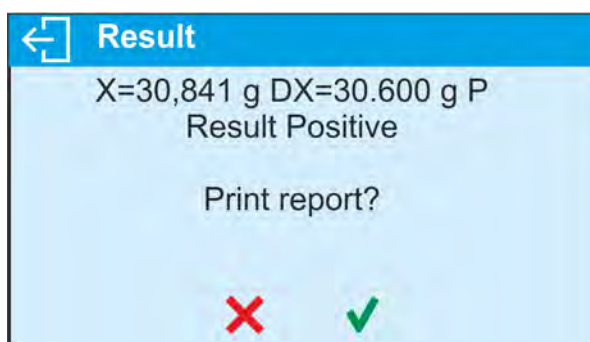 Result
X=30,841 g DX=30.600 g P
Result Positive
Print report?